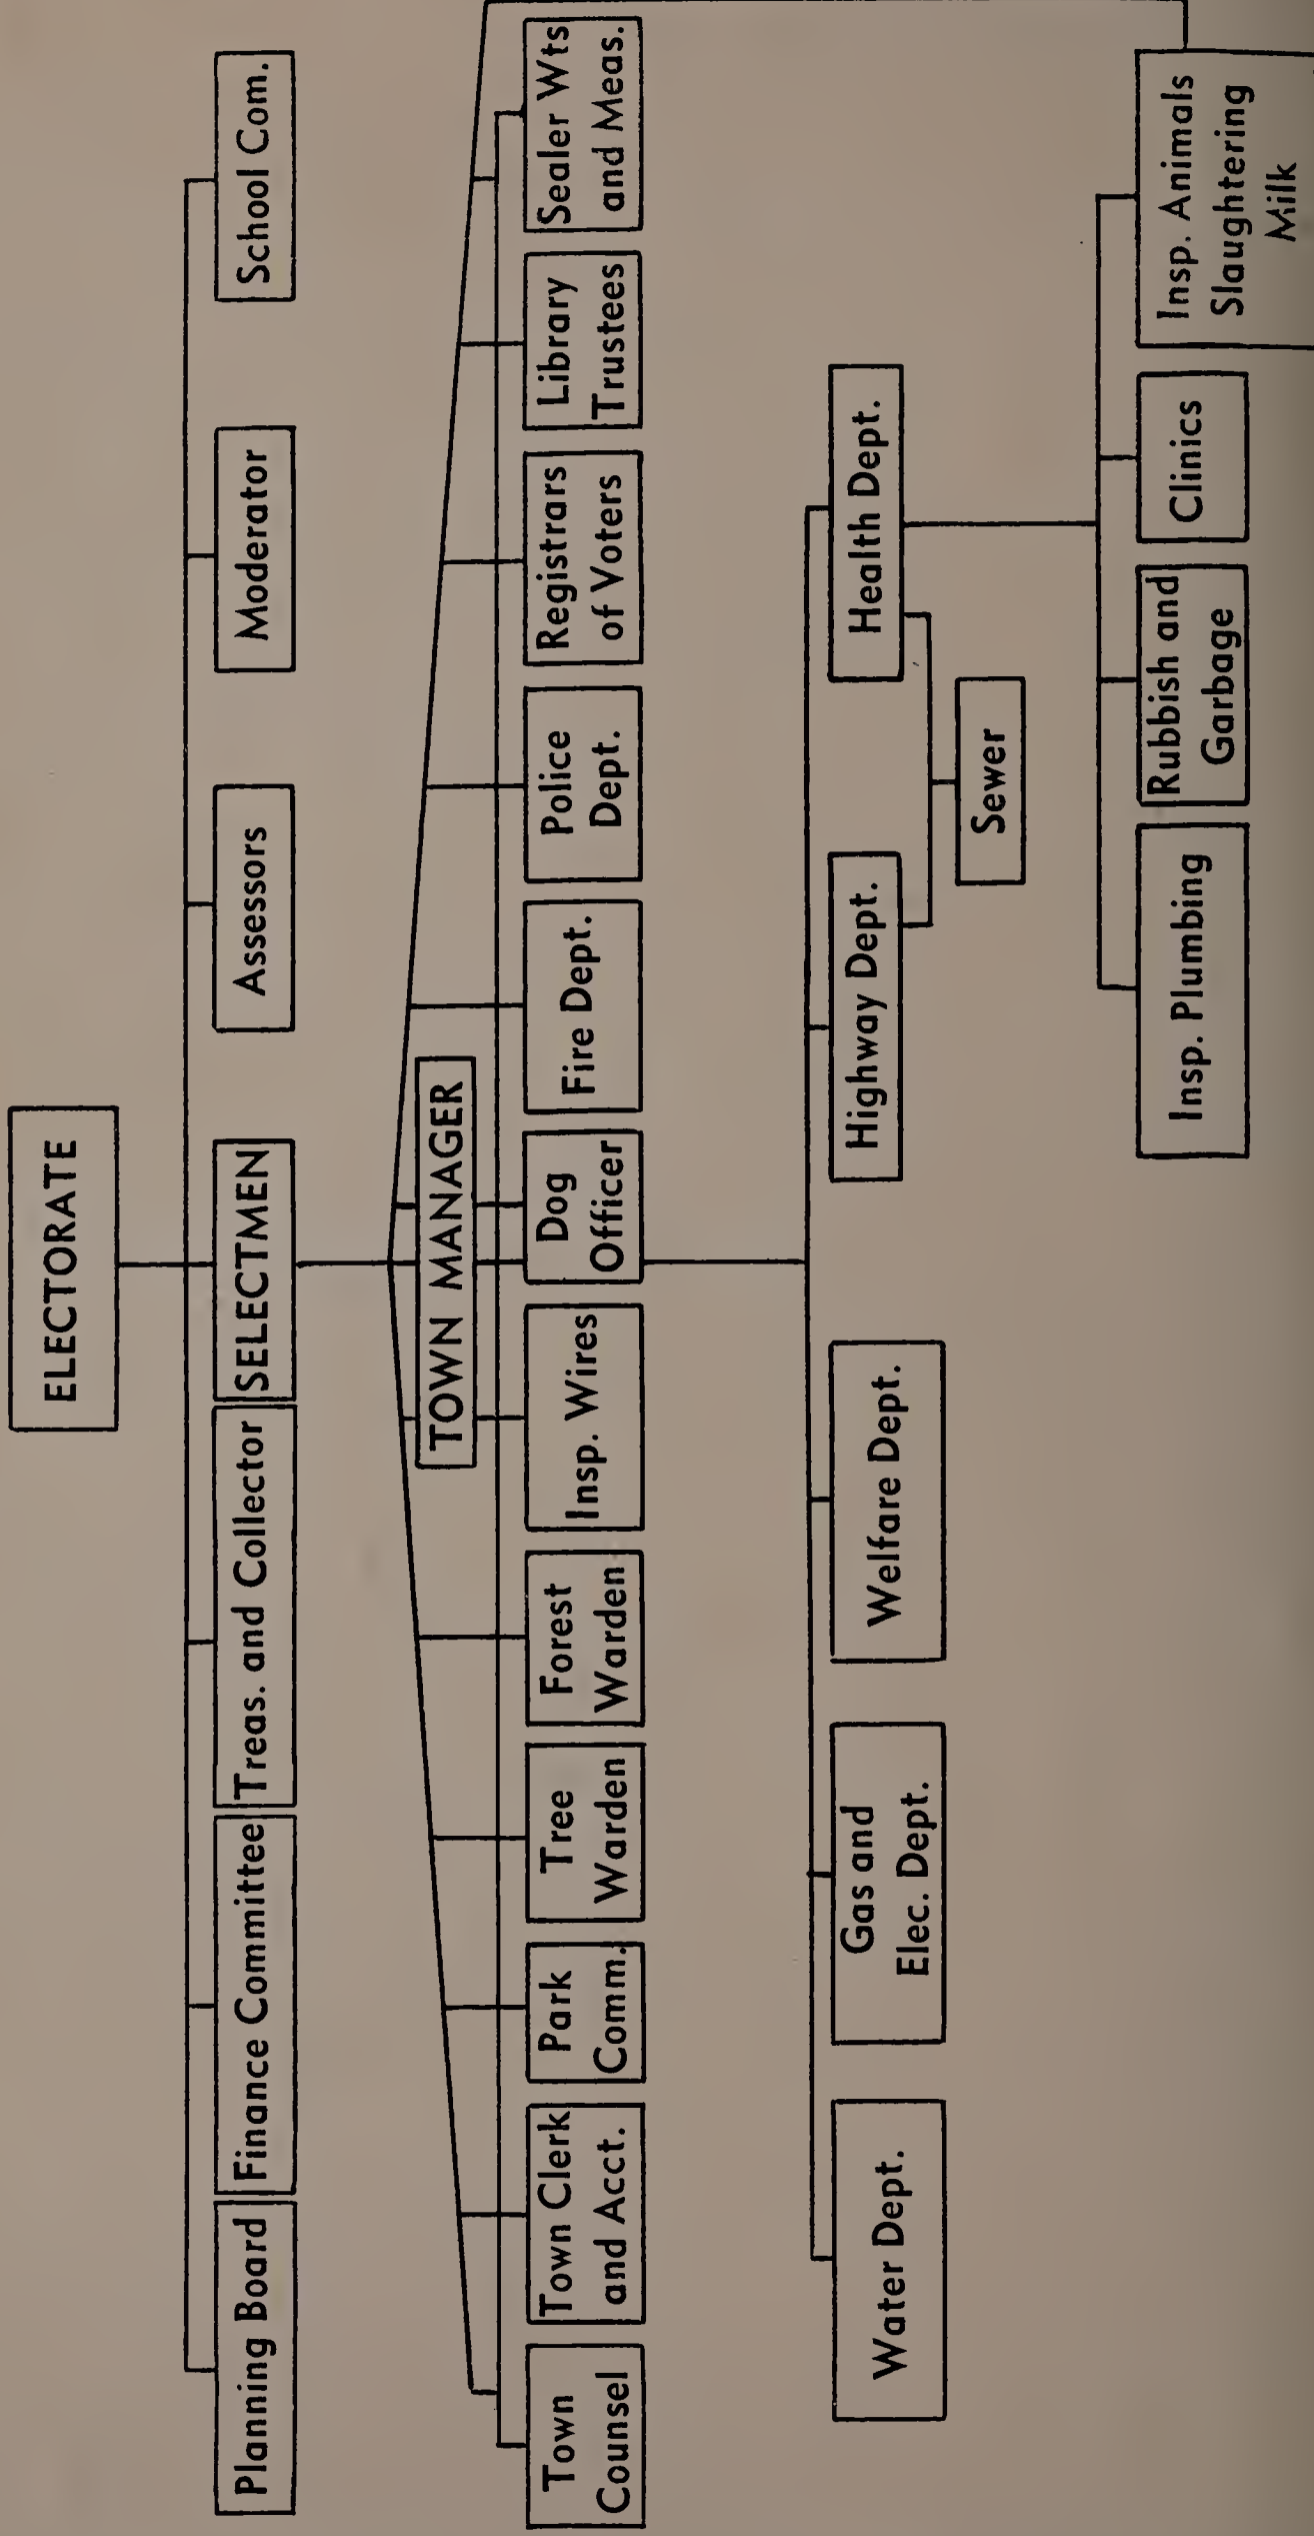 ELECTORATE
Planning Board
Finance Committee
Treas. and Collector
SELECTMEN
Assessors
Moderator
School Com.
TOWN MANAGER
Town
Counsel
Town Clerk
and Acct.
Park
Comm.
Tree
Warden
Forest
Warden
Insp. Wires
Dog
Officer
Fire Dept.
Police
Dept.
Registrars
of Voters
Library
Trustees
Sealer Wts
and Meas.
Water Dept.
Gas and
Elec. Dept.
Welfare Dept.
Highway Dept.
Health Dept.
Sewer
Insp. Plumbing
Rubbish and
Garbage
Clinics
Insp. Animals
Slaughtering
Milk